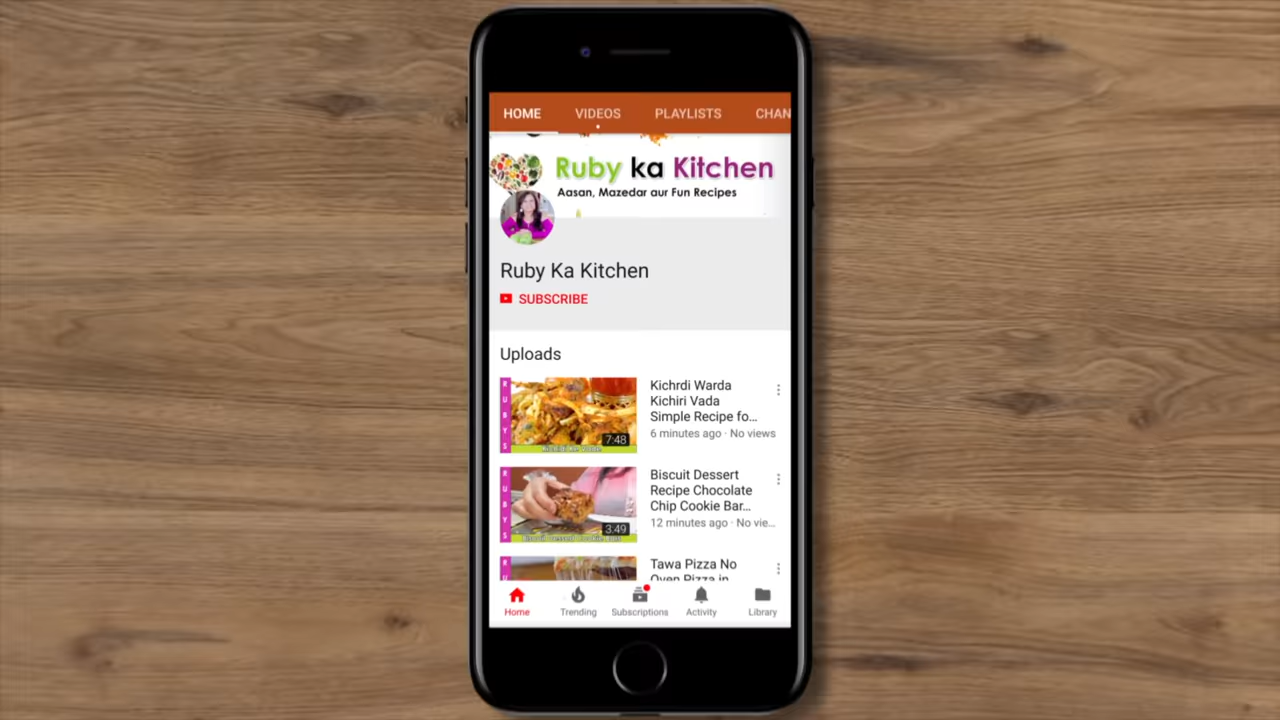 HOME VIDEOS PLAYLISTS CHAN
Ruby ka Kitchen
Aasan, Mazedar aur Fun Recipes
Ruby Ka Kitchen
SUBSCRIBE
Uploads
RUBYS
7:48
Kichrdi Warda
Kichiri Vada
Simple Recipe fo...
6 minutes ago · No views
RUBYS
3:49
Biscuit Dessert
Recipe Chocolate
Chip Cookie Bar...
12 minutes ago · No vie...
R
Tawa Pizza No
Oven Pizza in
Home Trending Subscriptions Activity Library